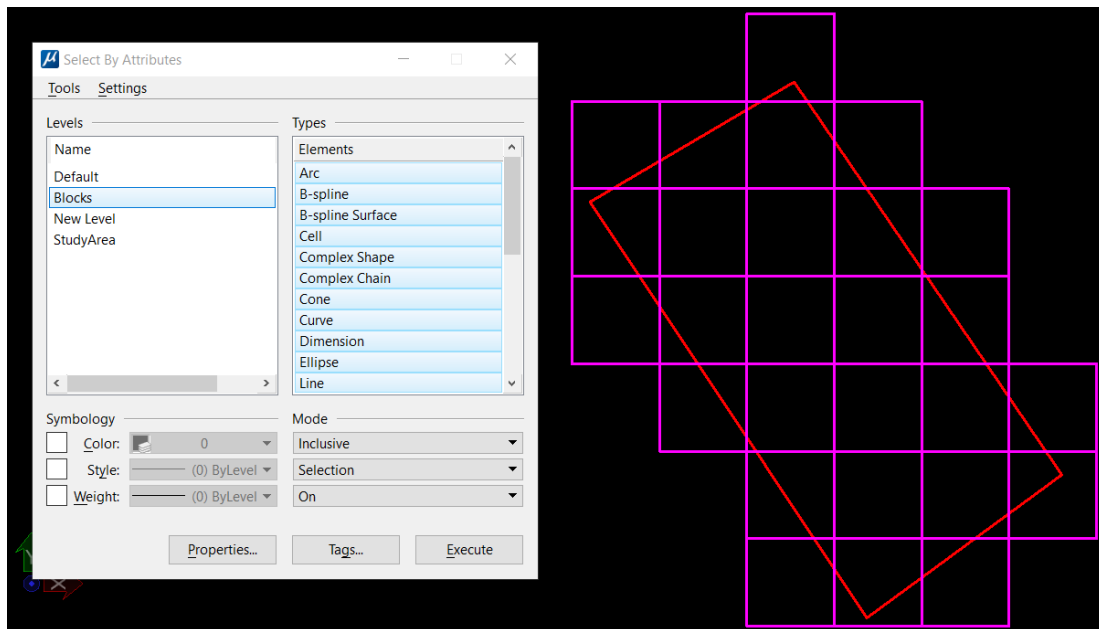 Select By Attributes
Tools Settings
Levels
Name
Default
Blocks
New Level
StudyArea
Types
Elements
Arc
B-spline
B-spline Surface
Cell
Complex Shape
Complex Chain
Cone
Curve
Dimension
Ellipse
Line
Symbology
Color: 0
Style: (0) ByLevel
Weight: (0) ByLevel
Mode
Inclusive
Selection
On
Properties... Tags... Execute
X